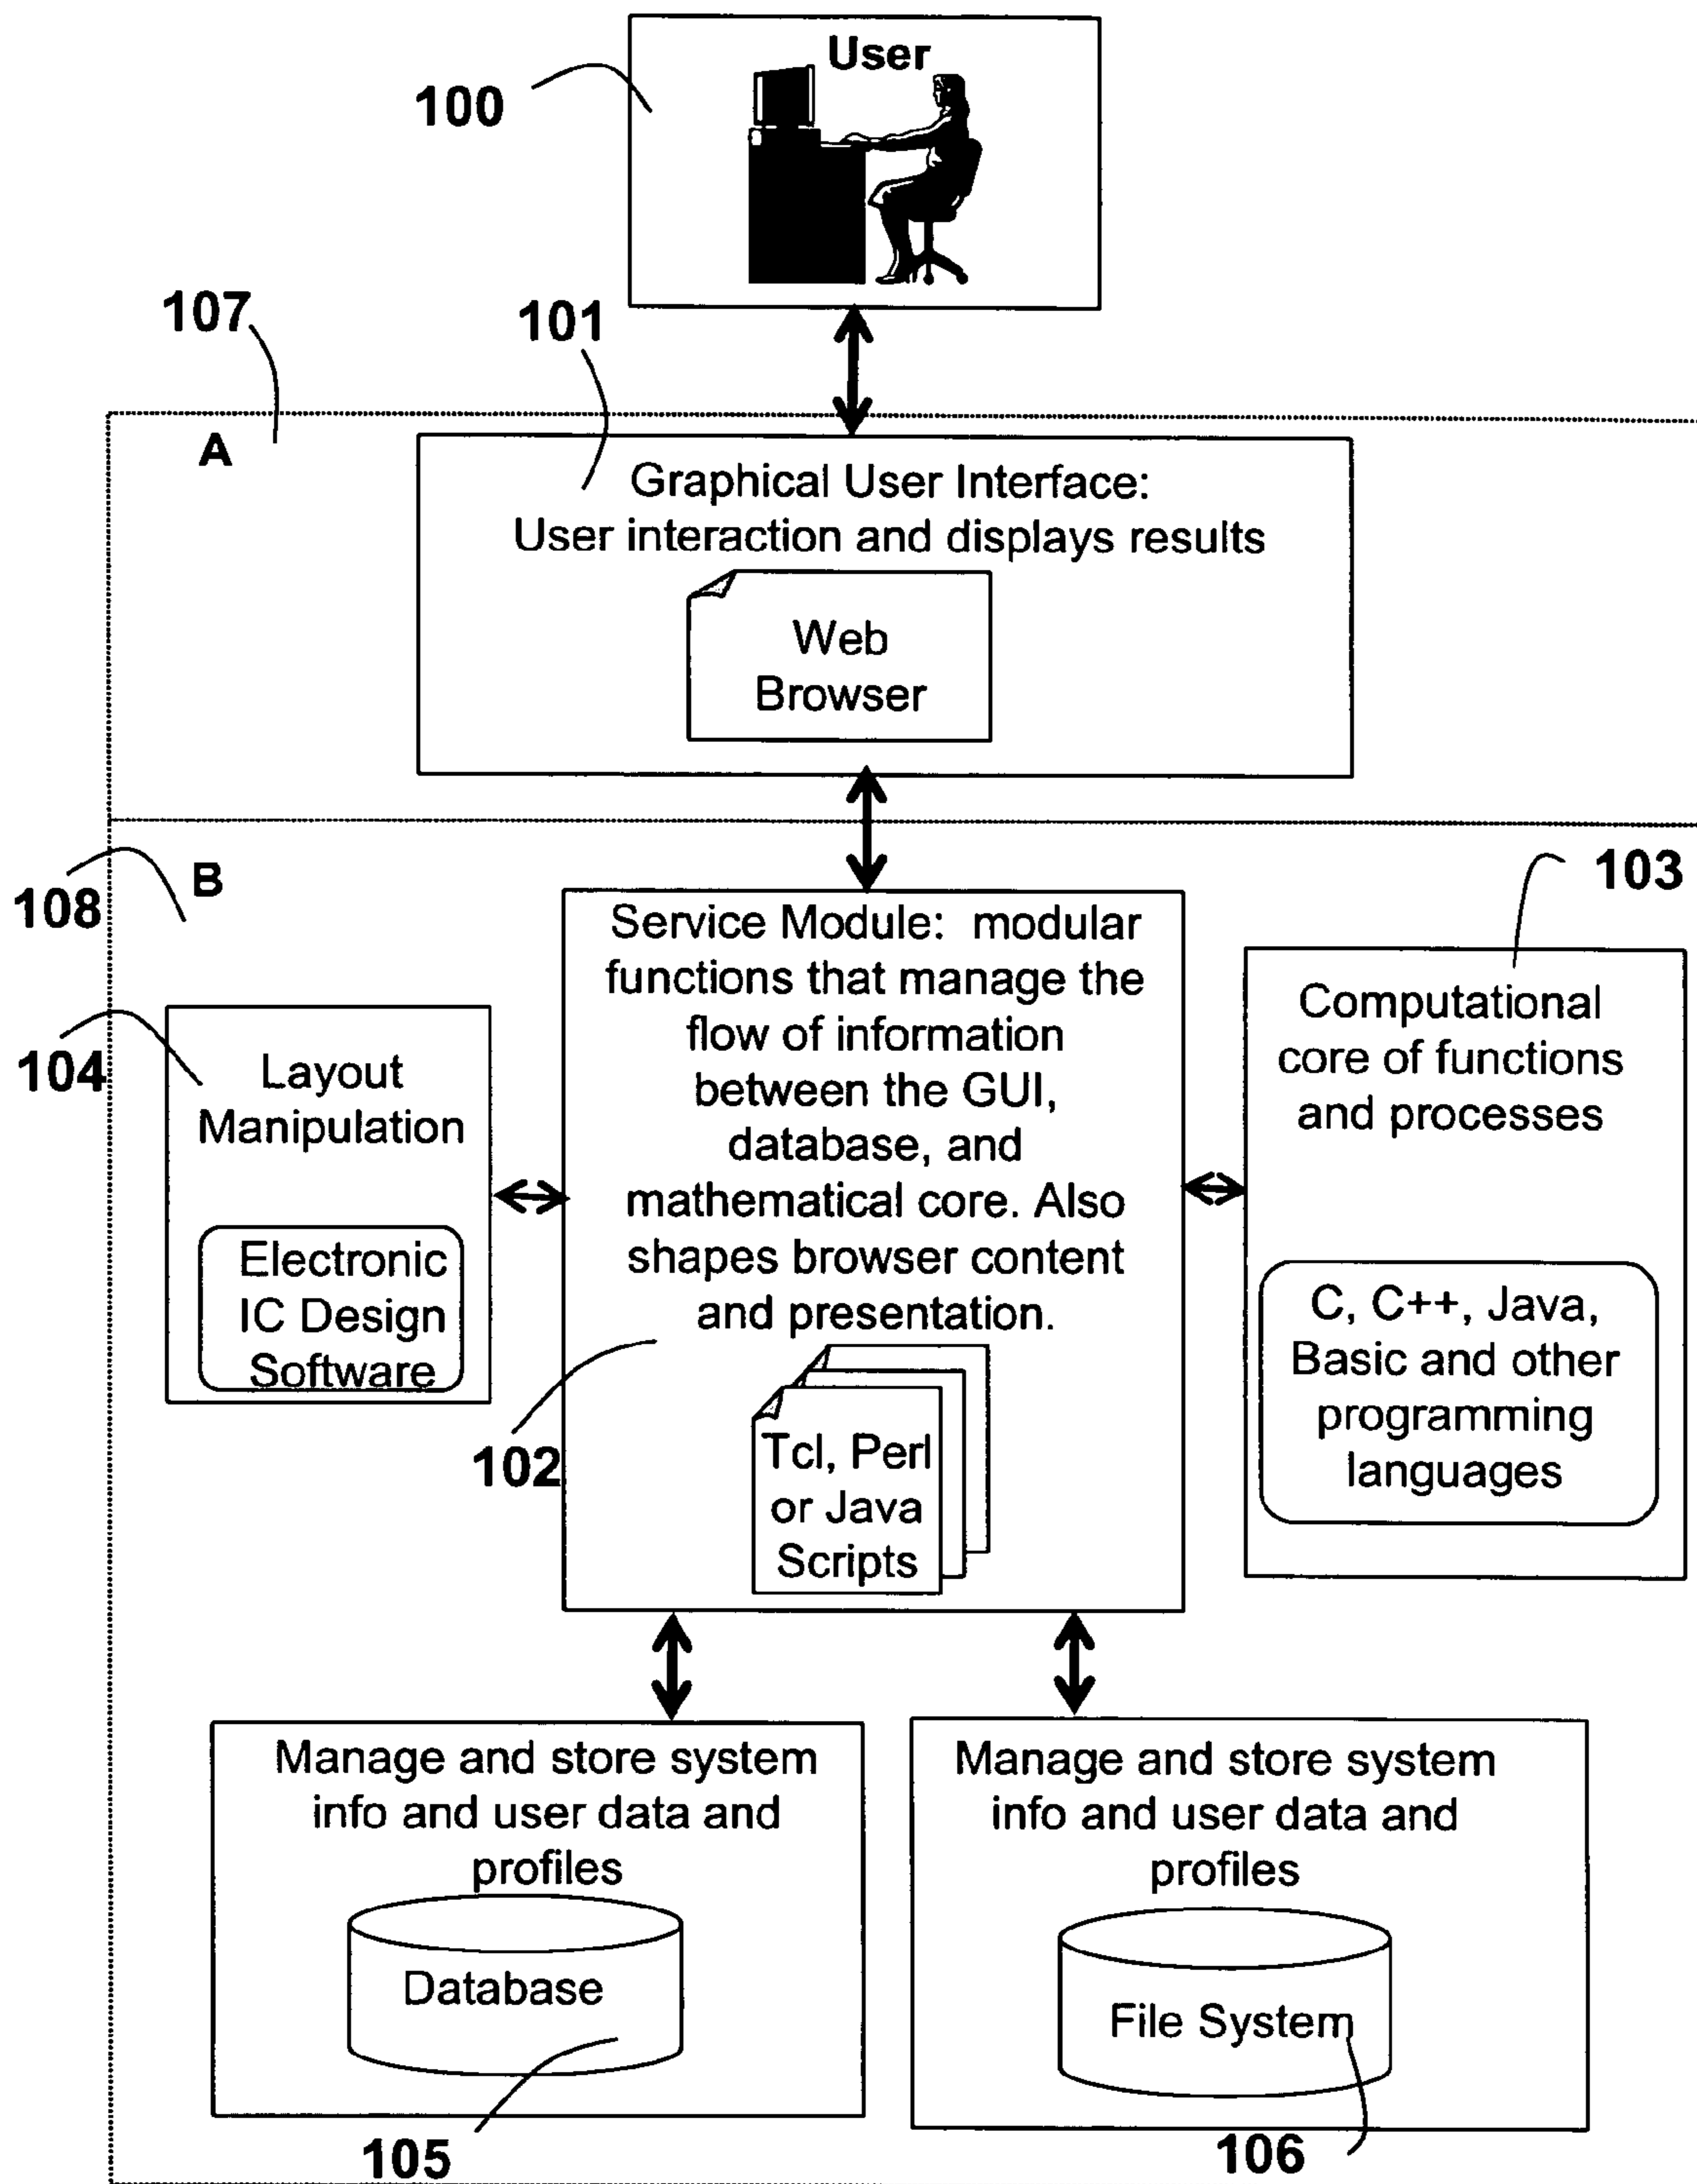 User
100
107
101
A
Graphical User Interface:
User interaction and displays results
Web
Browser
B
108
103
Service Module: modular
functions that manage the
flow of information
between the GUI,
database, and
mathematical core. Also
shapes browser content
and presentation.
Tcl, Perl
or Java
Scripts
102
104
Layout
Manipulation
Electronic
IC Design
Software
Computational
core of functions
and processes
C, C++, Java,
Basic and other
programming
languages
Manage and store system
info and user data and
profiles
Database
105
Manage and store system
info and user data and
profiles
File System
106